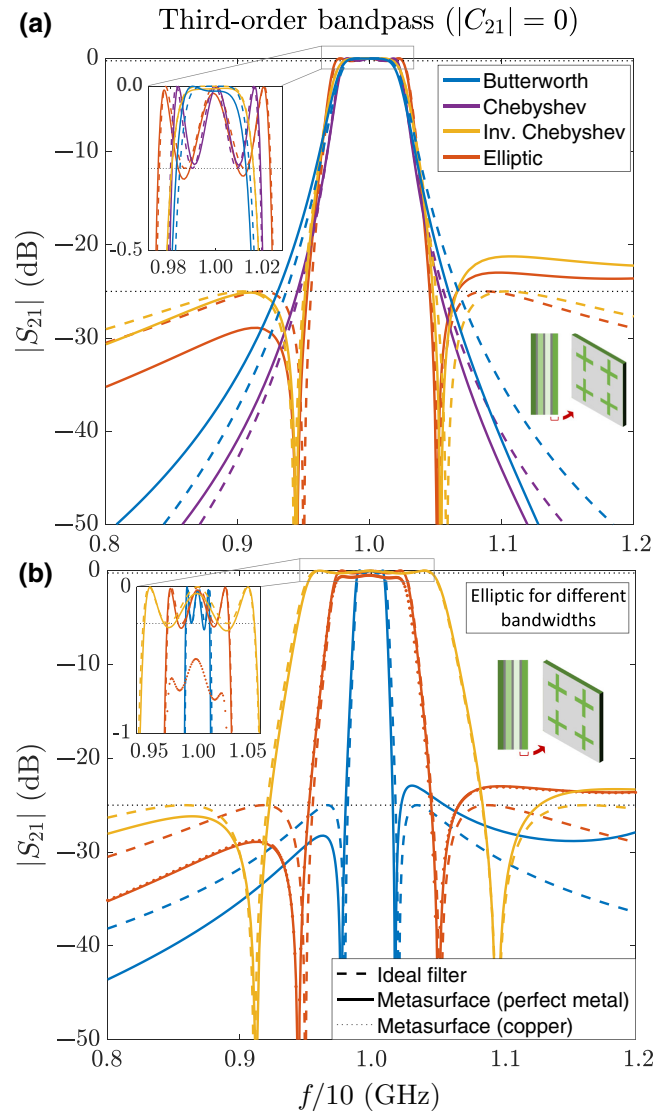 Third-order bandpass (|C21| = 0)
(a)
0
−10
−20
−30
−40
−50
|S21| (dB)
0.0
-0.5
0.98 1.00 1.02
Butterworth
Chebyshev
Inv. Chebyshev
Elliptic
0.8 0.9 1.0 1.1 1.2
(b)
0
−10
−20
−30
−40
−50
|S21| (dB)
0
-1
0.95 1.00 1.05
Elliptic for different
bandwidths
Ideal filter
Metasurface (perfect metal)
Metasurface (copper)
0.8 0.9 1.0 1.1 1.2
f/10 (GHz)